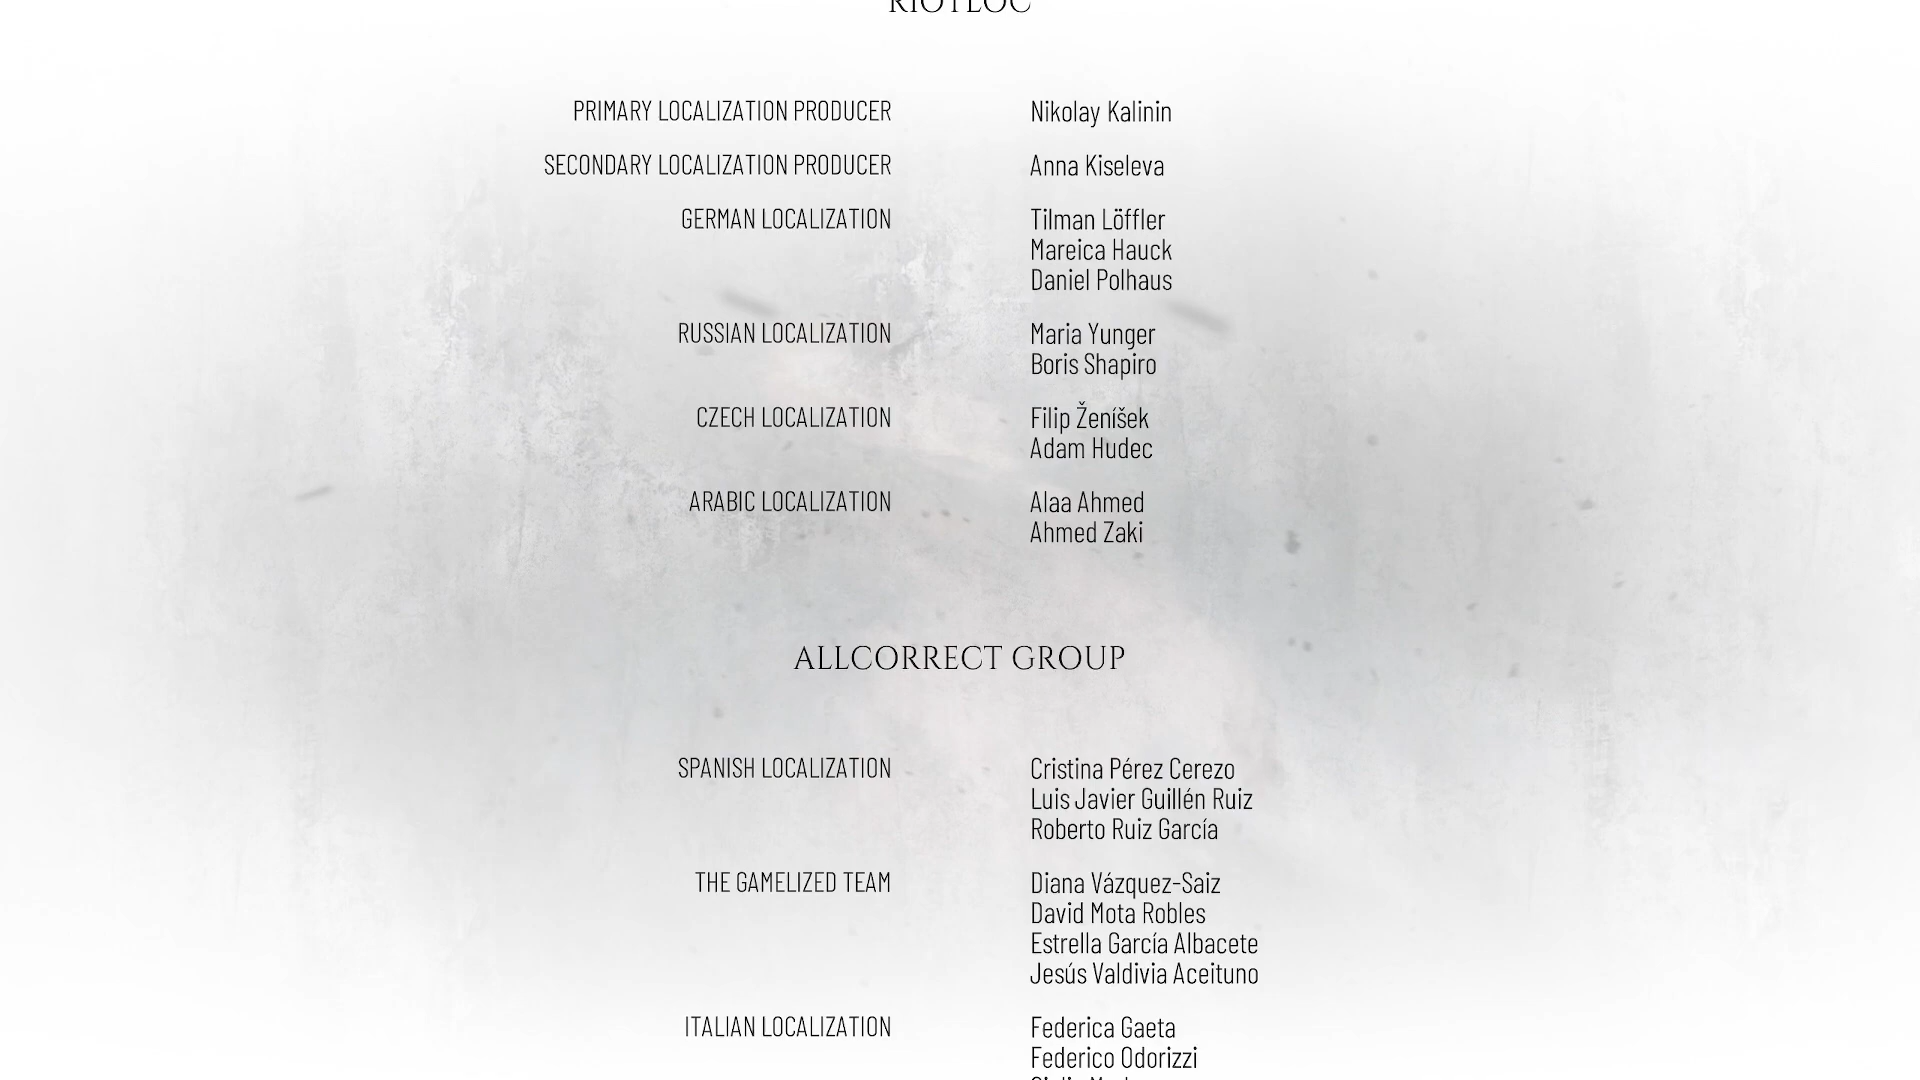 RIOTLOC
PRIMARY LOCALIZATION PRODUCER Nikolay Kalinin
SECONDARY LOCALIZATION PRODUCER Anna Kiseleva
GERMAN LOCALIZATION Tilman Löffler
Mareica Hauck
Daniel Polhaus
RUSSIAN LOCALIZATION Maria Yunger
Boris Shapiro
CZECH LOCALIZATION Filip Ženíšek
Adam Hudec
ARABIC LOCALIZATION Alaa Ahmed
Ahmed Zaki
ALLCORRECT GROUP
SPANISH LOCALIZATION Cristina Pérez Cerezo
Luis Javier Guillén Ruiz
Roberto Ruiz García
THE GAMELIZED TEAM Diana Vázquez-Saiz
David Mota Robles
Estrella García Albacete
Jesús Valdivia Aceituno
ITALIAN LOCALIZATION Federica Gaeta
Federico Odorizzi